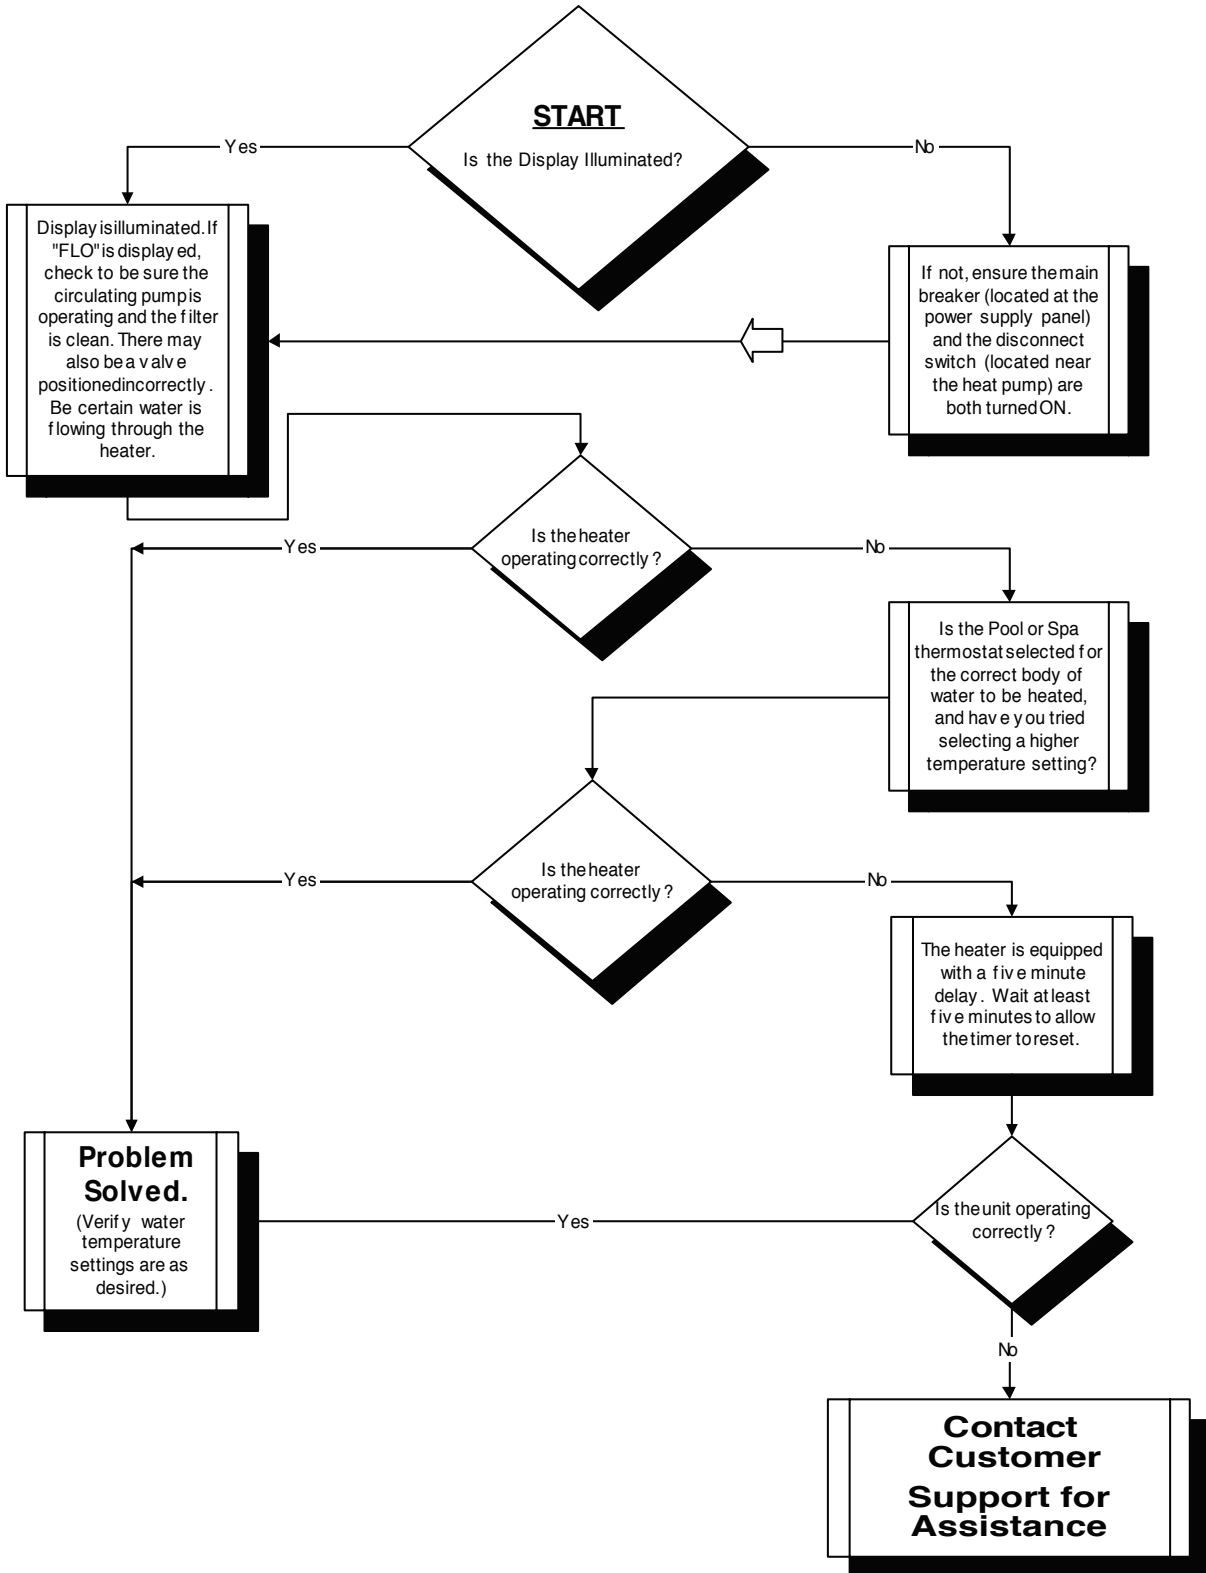 START
Is the Display Illuminated?
Yes
No
Display is illuminated. If
"FLO" is displayed,
check to be sure the
circulating pump is
operating and the filter
is clean. There may
also be a valve
positioned incorrectly.
Be certain water is
flowing through the
heater.
If not, ensure the main
breaker (located at the
power supply panel)
and the disconnect
switch (located near
the heat pump) are
both turned ON.
Is the heater
operating correctly?
Yes
No
Is the Pool or Spa
thermostat selected for
the correct body of
water to be heated,
and have you tried
selecting a higher
temperature setting?
Is the heater
operating correctly?
Yes
No
The heater is equipped
with a five minute
delay. Wait at least
five minutes to allow
the timer to reset.
Problem
Solved.
(Verify water
temperature
settings are as
desired.)
Yes
Is the unit operating
correctly?
No
Contact
Customer
Support for
Assistance